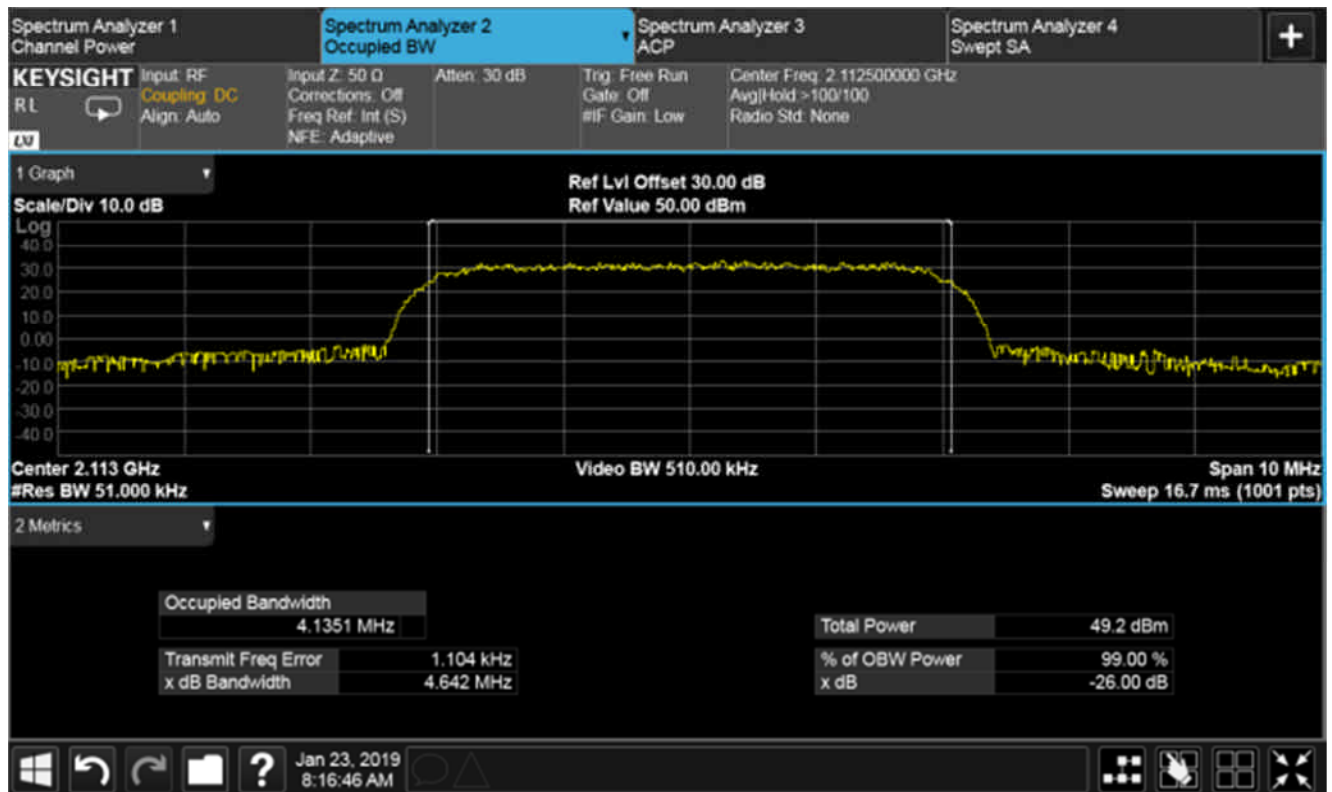 Spectrum Analyzer 1
Channel Power
Spectrum Analyzer 2
Occupied BW
Spectrum Analyzer 3
ACP
Spectrum Analyzer 4
Swept SA
+
KEYSIGHT
R L
Input: RF
Coupling: DC
Align: Auto
Input Z: 50 Ω
Corrections: Off
Freq Ref: Int (S)
NFE: Adaptive
Atten: 30 dB
Trig: Free Run
Gate: Off
#IF Gain: Low
Center Freq: 2.112500000 GHz
Avg|Hold:>100/100
Radio Std: None
1 Graph
Scale/Div 10.0 dB
Ref Lvl Offset 30.00 dB
Ref Value 50.00 dBm
Log
40.0
30.0
20.0
10.0
0.00
-10.0
-20.0
-30.0
-40.0
Center 2.113 GHz
#Res BW 51.000 kHz
Video BW 510.00 kHz
Span 10 MHz
Sweep 16.7 ms (1001 pts)
2 Metrics
Occupied Bandwidth
4.1351 MHz
Transmit Freq Error 1.104 kHz
x dB Bandwidth 4.642 MHz
Total Power 49.2 dBm
% of OBW Power 99.00 %
x dB -26.00 dB
?
Jan 23, 2019
8:16:46 AM